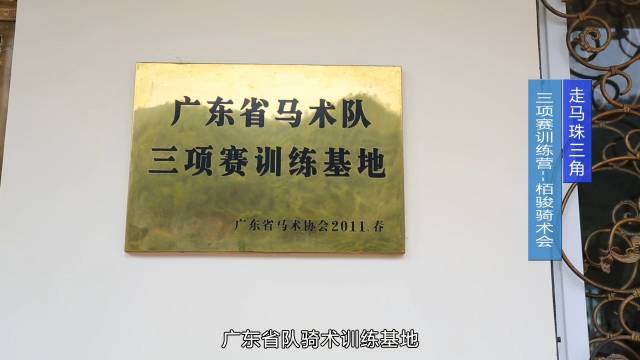 广东省马术队
三项赛训练基地
广东省马术协会2011.春
走马珠三角
三项赛训练营--栢骏骑术会
广东省队骑术训练基地